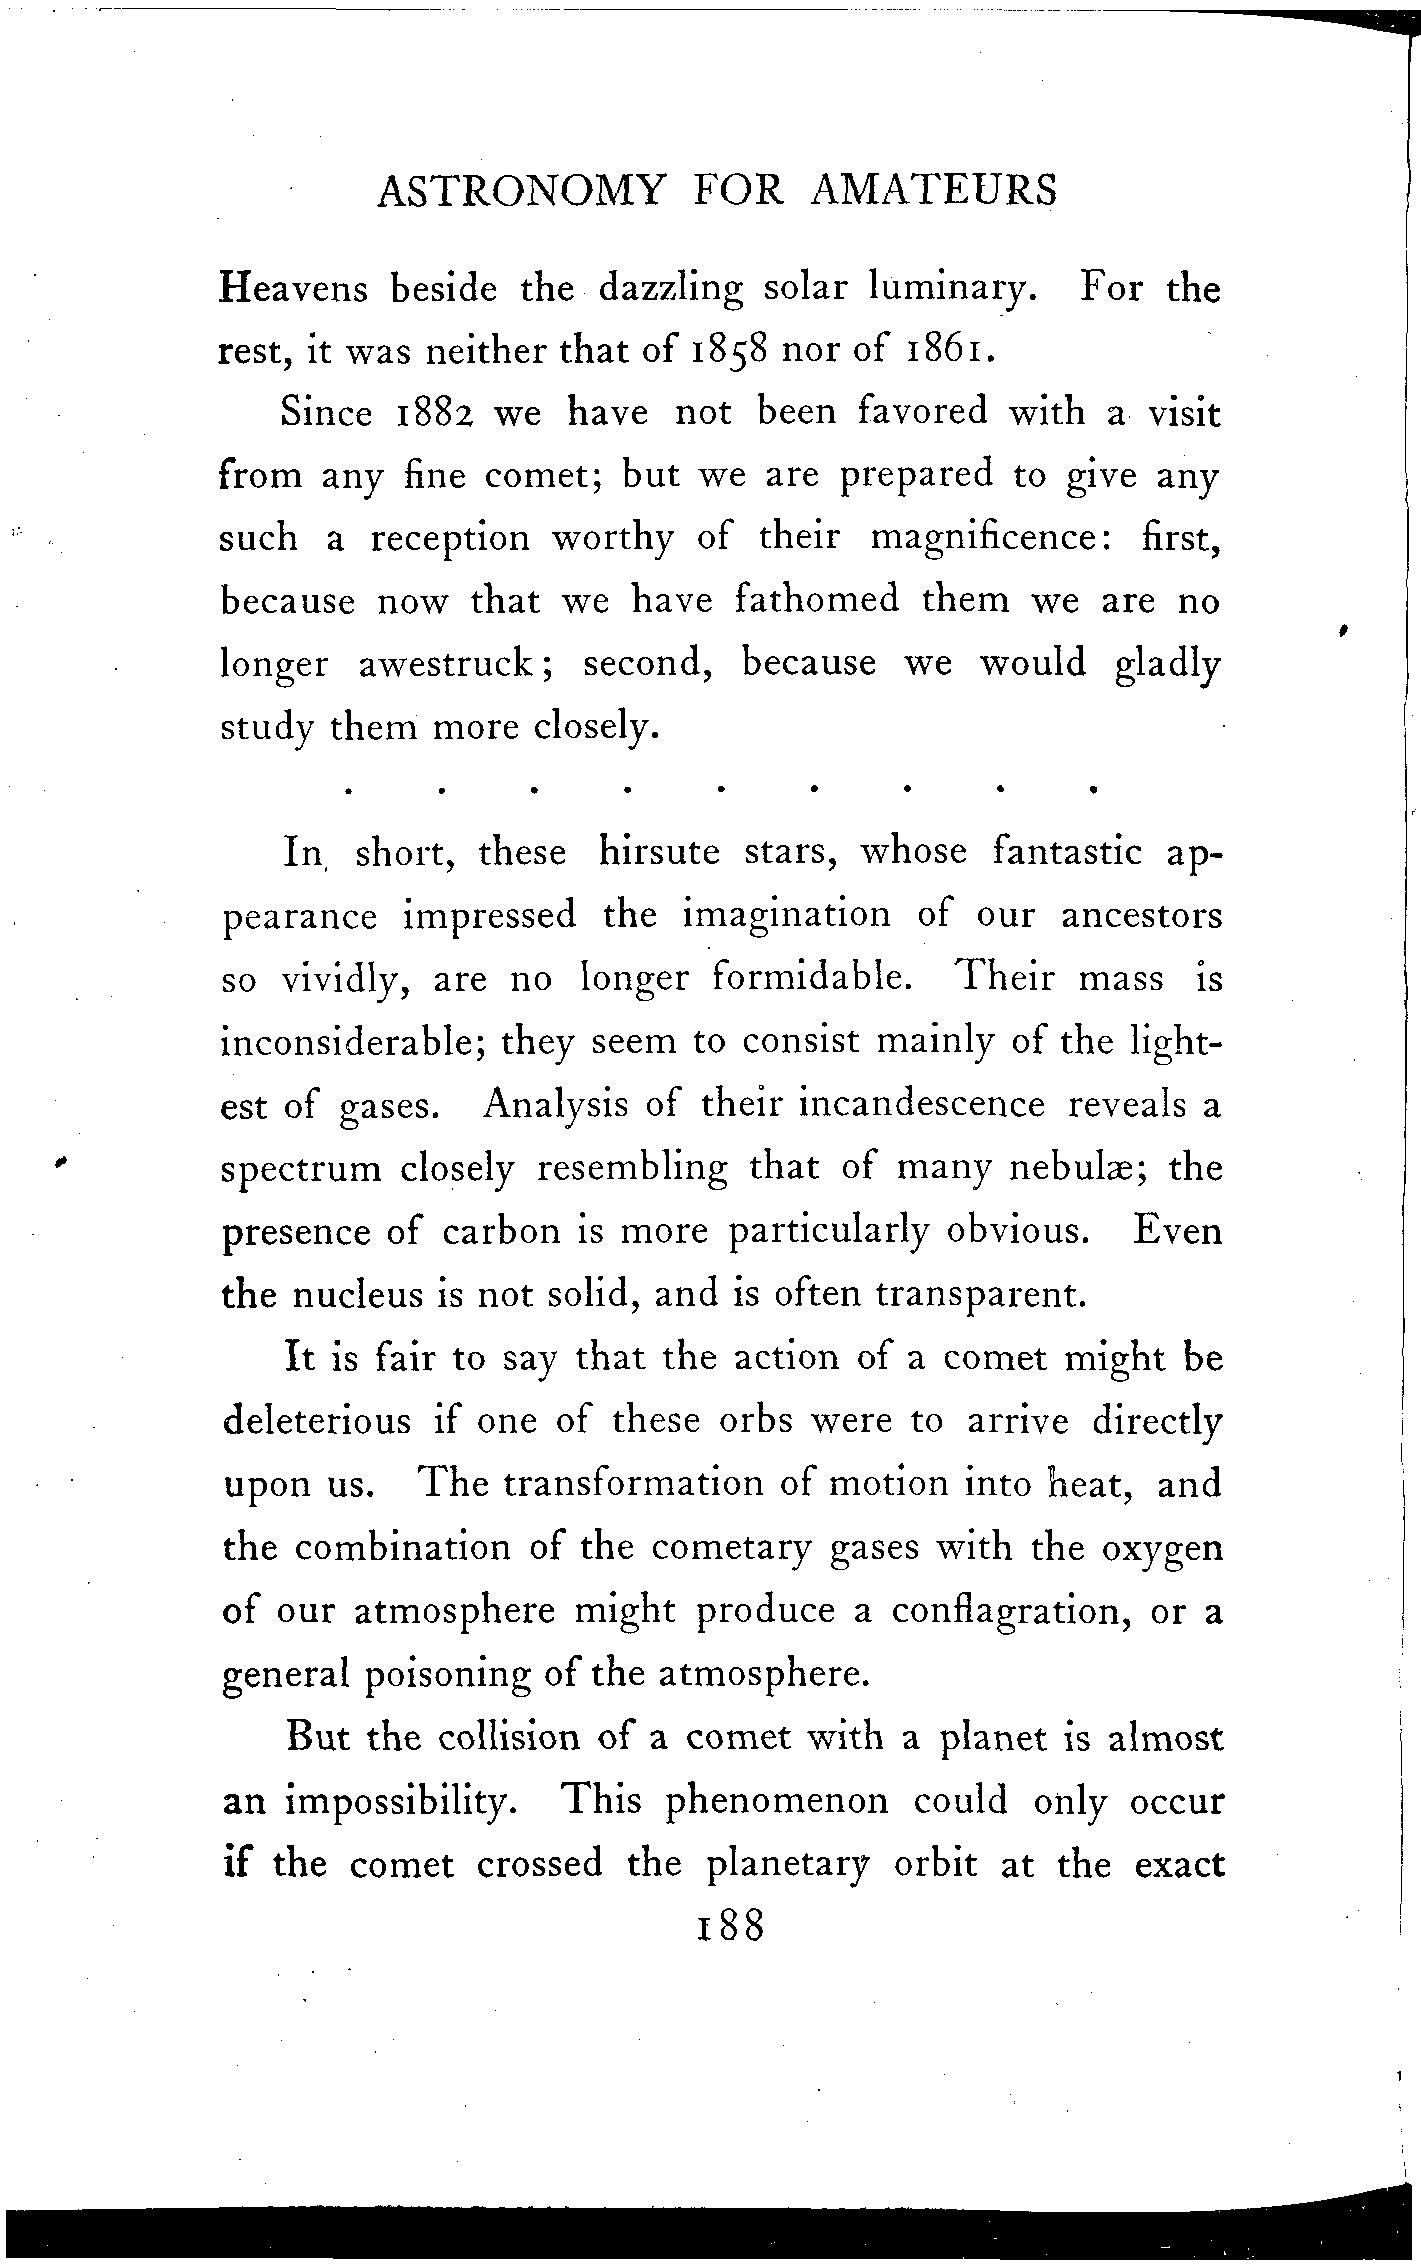 ASTRONOMY FOR AMATEURS
Heavens beside the dazzling solar luminary. For the
rest, it was neither that of 1858 nor of 1861.
Since 1882 we have not been favored with a visit
from any fine comet; but we are prepared to give any
such a reception worthy of their magnificence: first,
because now that we have fathomed them we are no
longer awestruck; second, because we would gladly
study them more closely.
. . . . . . . . .
In short, these hirsute stars, whose fantastic ap-
pearance impressed the imagination of our ancestors
so vividly, are no longer formidable. Their mass is
inconsiderable; they seem to consist mainly of the light-
est of gases. Analysis of their incandescence reveals a
spectrum closely resembling that of many nebulæ; the
presence of carbon is more particularly obvious. Even
the nucleus is not solid, and is often transparent.
It is fair to say that the action of a comet might be
deleterious if one of these orbs were to arrive directly
upon us. The transformation of motion into heat, and
the combination of the cometary gases with the oxygen
of our atmosphere might produce a conflagration, or a
general poisoning of the atmosphere.
But the collision of a comet with a planet is almost
an impossibility. This phenomenon could only occur
if the comet crossed the planetary orbit at the exact
188